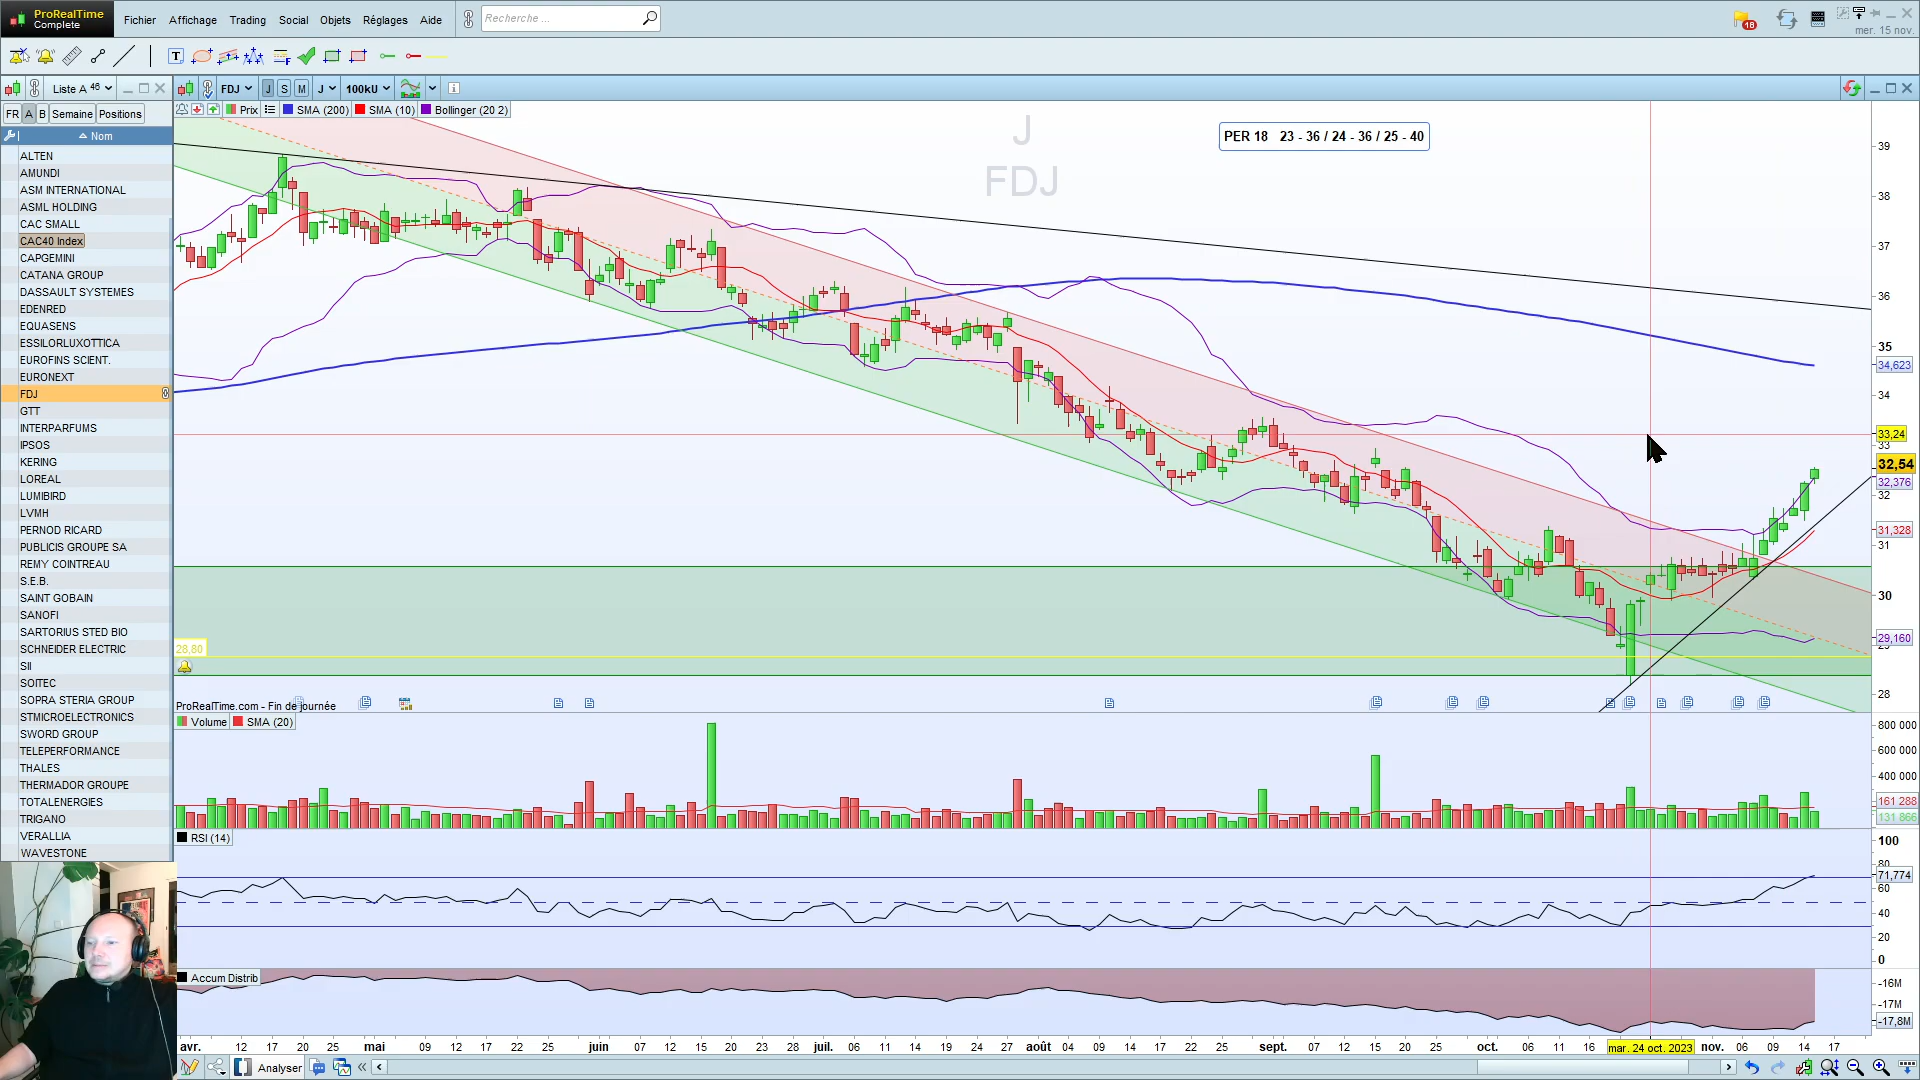 ProRealTime
Complete
Fichier Affichage Trading Social Objets Réglages Aide
Recherche ...
18
mer. 15 nov.
T
F
Liste A 46
FDJ J S M J 100kU i
FR A B Semaine Positions
Prix SMA (200) SMA (10) Bollinger (20 2)
Nom
ALTEN
AMUNDI
ASM INTERNATIONAL
ASML HOLDING
CAC SMALL
CAC40 Index
CAPGEMINI
CATANA GROUP
DASSAULT SYSTEMES
EDENRED
EQUASENS
ESSILORLUXOTTICA
EUROFINS SCIENT.
EURONEXT
FDJ
GTT
INTERPARFUMS
IPSOS
KERING
LOREAL
LUMIBIRD
LVMH
PERNOD RICARD
PUBLICIS GROUPE SA
REMY COINTREAU
S.E.B.
SAINT GOBAIN
SANOFI
SARTORIUS STED BIO
SCHNEIDER ELECTRIC
SII
SOITEC
SOPRA STERIA GROUP
STMICROELECTRONICS
SWORD GROUP
TELEPERFORMANCE
THALES
THERMADOR GROUPE
TOTALENERGIES
TRIGANO
VERALLIA
WAVESTONE
J
FDJ
PER 18 23 - 36 / 24 - 36 / 25 - 40
39
38
37
36
35
34,623
34
33,24
33
32,54
32,376
32
31,328
31
30
29,160
29
28
28,80
ProRealTime.com - Fin de journée
Volume SMA (20)
800 000
600 000
400 000
161 288
131 866
RSI (14)
100
80
71,774
60
40
20
0
Accum Distrib
-16M
-17M
-17,8M
avr. 12 17 20 26 mai 09 12 17 22 25 juin 07 12 15 20 23 28 juil. 06 11 14 19 24 27 août 04 09 14 17 22 25 sept. 07 12 15 20 25 oct. 06 11 16 mar. 24 oct. 2023 nov. 06 09 14 17
Analyser